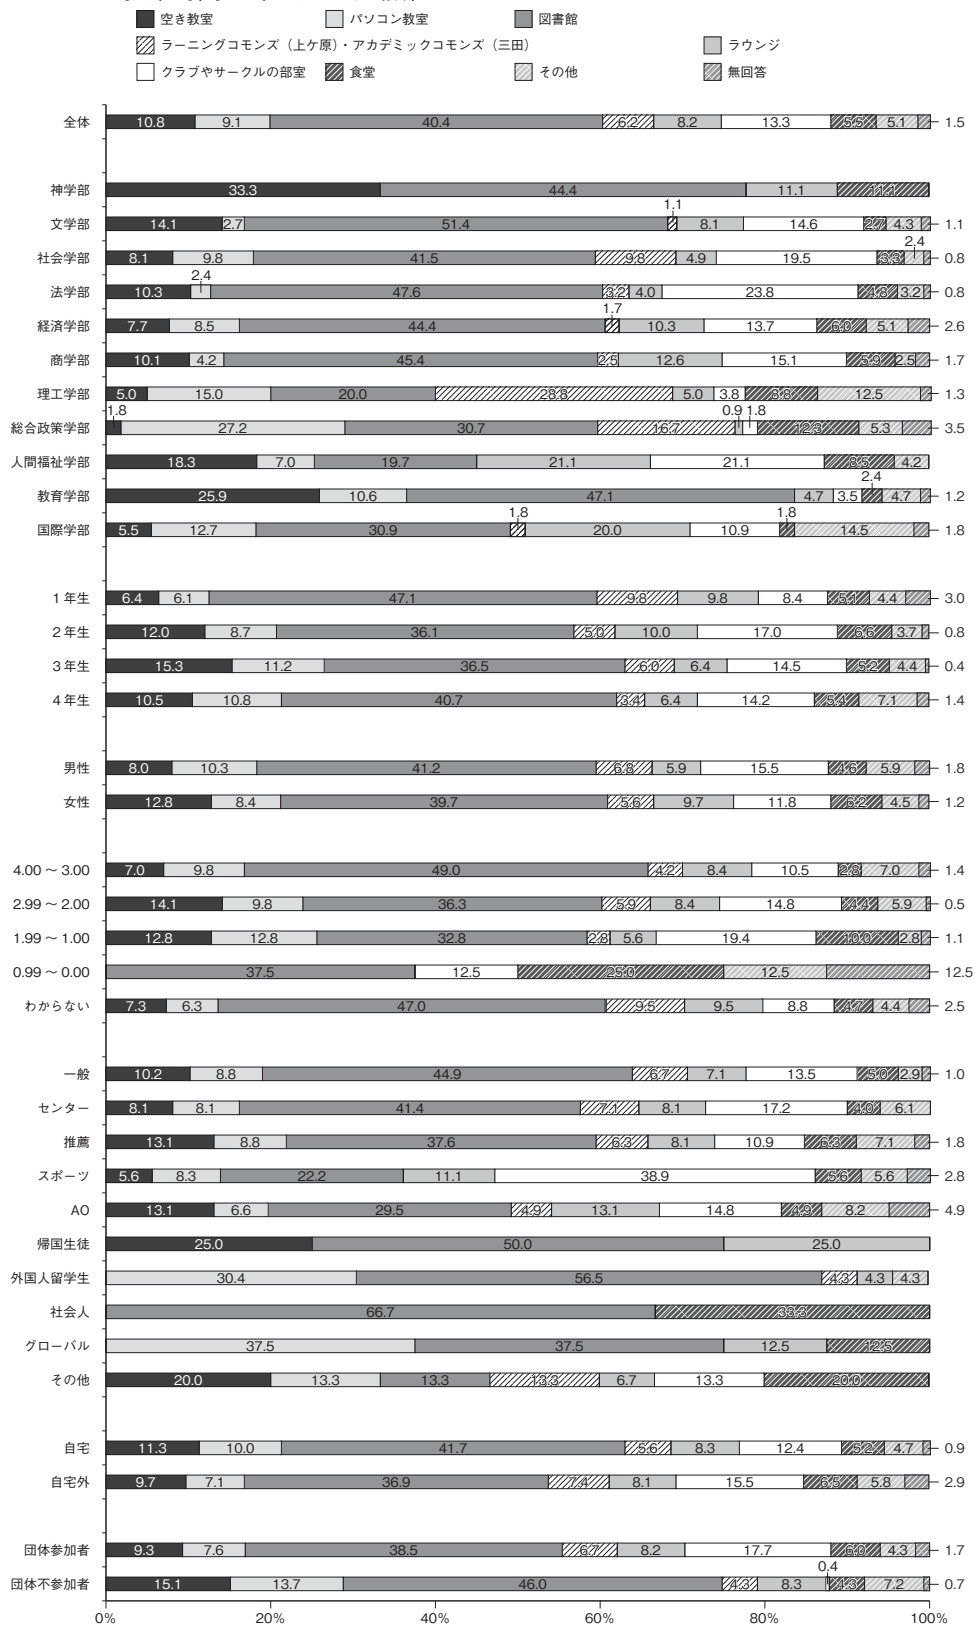 空き教室 パソコン教室 図書館
ラーニングコモンズ（上ケ原）・アカデミックコモンズ（三田） ラウンジ
クラブやサークルの部室 食堂 その他 無回答
全体 10.8 9.1 40.4 6.2 8.2 13.3 5.5 5.1 1.5
神学部 33.3 44.4 11.1 11.1
1.1
文学部 14.1 2.7 51.4 8.1 14.6 2.7 4.3 1.1
2.4
社会学部 8.1 9.8 41.5 9.8 4.9 19.5 3.3 0.8
2.4
法学部 10.3 47.6 3.2 4.0 23.8 4.8 3.2 0.8
1.7
経済学部 7.7 8.5 44.4 10.3 13.7 6.0 5.1 2.6
商学部 10.1 4.2 45.4 2.5 12.6 15.1 5.9 2.5 1.7
理工学部 5.0 15.0 20.0 28.8 5.0 3.8 8.8 12.5 1.3
1.8 0.9 1.8
総合政策学部 27.2 30.7 16.7 12.3 5.3 3.5
人間福祉学部 18.3 7.0 19.7 21.1 21.1 8.5 4.2
2.4
教育学部 25.9 10.6 47.1 4.7 3.5 4.7 1.2
1.8 1.8
国際学部 5.5 12.7 30.9 20.0 10.9 14.5 1.8
1年生 6.4 6.1 47.1 9.8 9.8 8.4 5.1 4.4 3.0
2年生 12.0 8.7 36.1 5.0 10.0 17.0 6.6 3.7 0.8
3年生 15.3 11.2 36.5 6.0 6.4 14.5 5.2 4.4 0.4
4年生 10.5 10.8 40.7 3.4 6.4 14.2 5.4 7.1 1.4
男性 8.0 10.3 41.2 6.8 5.9 15.5 4.6 5.9 1.8
女性 12.8 8.4 39.7 5.6 9.7 11.8 6.2 4.5 1.2
4.00～3.00 7.0 9.8 49.0 4.2 8.4 10.5 2.8 7.0 1.4
2.99～2.00 14.1 9.8 36.3 5.9 8.4 14.8 4.4 5.9 0.5
1.99～1.00 12.8 12.8 32.8 2.8 5.6 19.4 10.0 2.8 1.1
0.99～0.00 37.5 12.5 25.0 12.5 12.5
わからない 7.3 6.3 47.0 9.5 9.5 8.8 4.7 4.4 2.5
一般 10.2 8.8 44.9 6.7 7.1 13.5 5.0 2.9 1.0
センター 8.1 8.1 41.4 7.1 8.1 17.2 4.0 6.1
推薦 13.1 8.8 37.6 6.3 8.1 10.9 6.3 7.1 1.8
スポーツ 5.6 8.3 22.2 11.1 38.9 5.6 5.6 2.8
AO 13.1 6.6 29.5 4.9 13.1 14.8 4.9 8.2 4.9
帰国生徒 25.0 50.0 25.0
外国人留学生 30.4 56.5 4.3 4.3 4.3
社会人 66.7 33.3
グローバル 37.5 37.5 12.5 12.5
その他 20.0 13.3 13.3 13.3 6.7 13.3 20.0
自宅 11.3 10.0 41.7 5.6 8.3 12.4 5.2 4.7 0.9
自宅外 9.7 7.1 36.9 7.4 8.1 15.5 6.5 5.8 2.9
団体参加者 9.3 7.6 38.5 6.7 8.2 17.7 6.0 4.3 1.7
0.4
団体不参加者 15.1 13.7 46.0 4.3 8.3 4.3 7.2 0.7
0% 20% 40% 60% 80% 100%